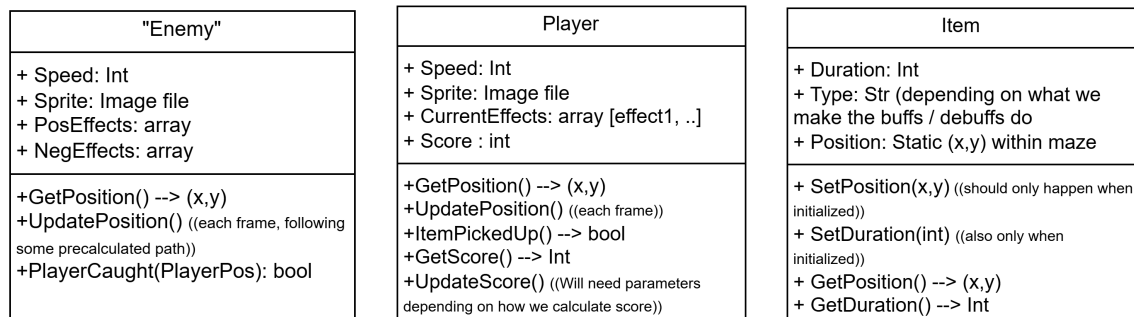 "Enemy"
+ Speed: Int
+ Sprite: Image file
+ PosEffects: array
+ NegEffects: array
+GetPosition() --> (x,y)
+UpdatePosition() ((each frame, following
some precalculated path))
+PlayerCaught(PlayerPos): bool
Player
+ Speed: Int
+ Sprite: Image file
+ CurrentEffects: array [effect1, ..]
+ Score : int
+GetPosition() --> (x,y)
+UpdatePosition() ((each frame))
+ItemPickedUp() --> bool
+GetScore() --> Int
+UpdateScore() ((Will need parameters
depending on how we calculate score))
Item
+ Duration: Int
+ Type: Str (depending on what we
make the buffs / debuffs do
+ Position: Static (x,y) within maze
+ SetPosition(x,y) ((should only happen when
initialized))
+ SetDuration(int) ((also only when
initialized))
+ GetPosition() --> (x,y)
+ GetDuration() --> Int